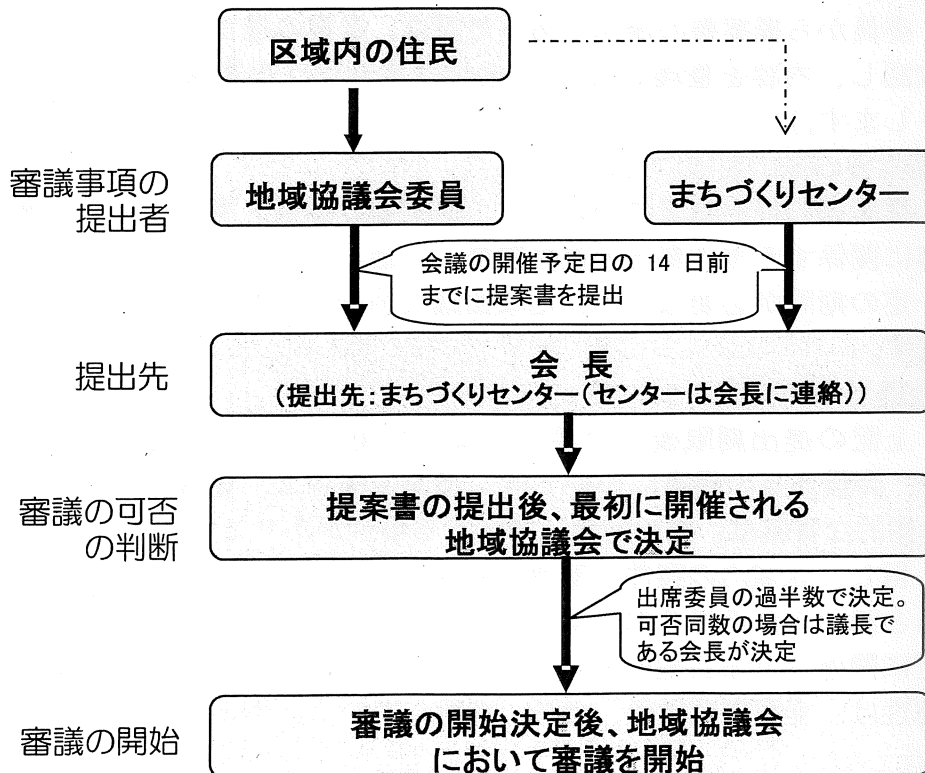 区域内の住民
審議事項の
提出者
地域協議会委員
まちづくりセンター
会議の開催予定日の 14 日前
までに提案書を提出
提出先
会 長
(提出先:まちづくりセンター(センターは会長に連絡))
審議の可否
の判断
提案書の提出後、最初に開催される
地域協議会で決定
出席委員の過半数で決定。
可否同数の場合は議長で
ある会長が決定
審議の開始
審議の開始決定後、地域協議会
において審議を開始